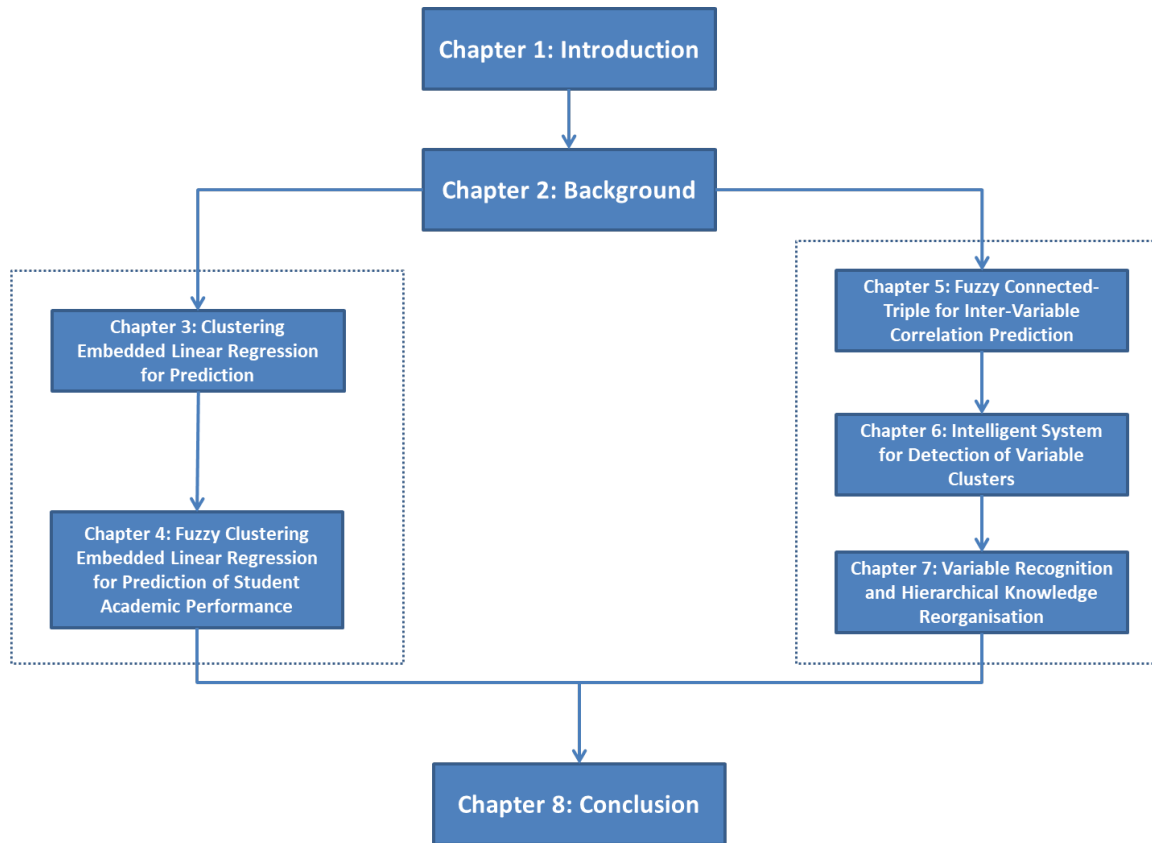 Chapter 1: Introduction
Chapter 2: Background
Chapter 3: Clustering
Embedded Linear Regression
for Prediction
Chapter 4: Fuzzy Clustering
Embedded Linear Regression
for Prediction of Student
Academic Performance
Chapter 5: Fuzzy Connected-
Triple for Inter-Variable
Correlation Prediction
Chapter 6: Intelligent System
for Detection of Variable
Clusters
Chapter 7: Variable Recognition
and Hierarchical Knowledge
Reorganisation
Chapter 8: Conclusion